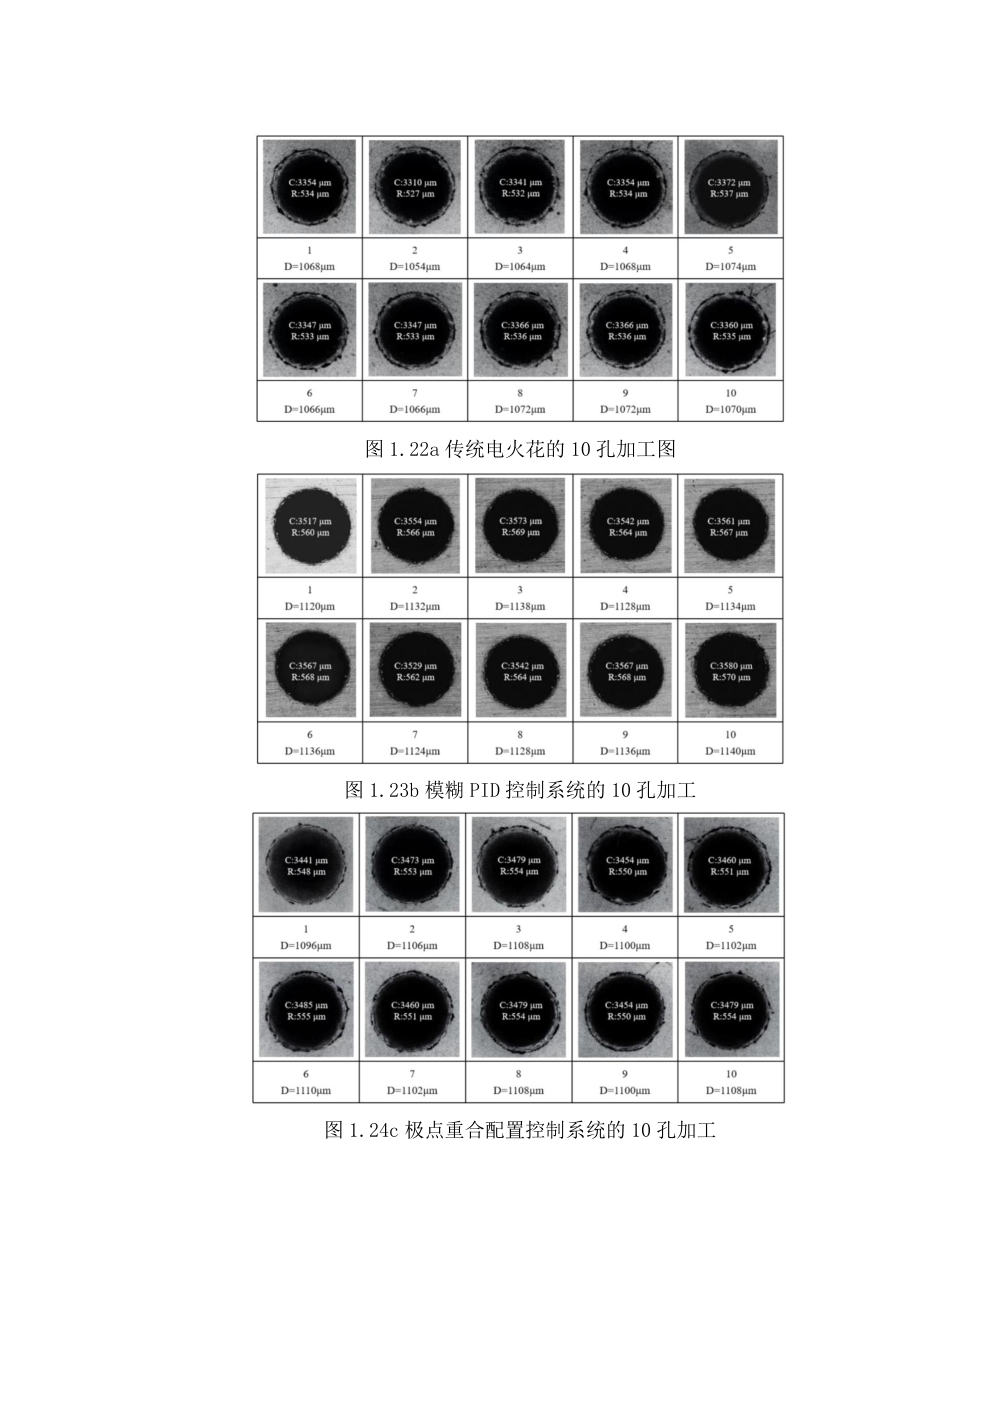 C:3354 μm C:3310 μm C:3341 μm C:3354 μm C:3372 μm
R:534 μm R:527 μm R:532 μm R:534 μm R:537 μm
1 2 3 4 5
D=1068μm D=1054μm D=1064μm D=1068μm D=1074μm
C:3347 μm C:3347 μm C:3366 μm C:3366 μm C:3360 μm
R:533 μm R:533 μm R:536 μm R:536 μm R:535 μm
6 7 8 9 10
D=1066μm D=1066μm D=1072μm D=1072μm D=1070μm
图 1.22a 传统电火花的 10 孔加工图
C:3517 μm C:3554 μm C:3573 μm C:3542 μm C:3561 μm
R:560 μm R:566 μm R:569 μm R:564 μm R:567 μm
1 2 3 4 5
D=1120μm D=1132μm D=1138μm D=1128μm D=1134μm
C:3567 μm C:3529 μm C:3542 μm C:3567 μm C:3580 μm
R:568 μm R:562 μm R:564 μm R:568 μm R:570 μm
6 7 8 9 10
D=1136μm D=1124μm D=1128μm D=1136μm D=1140μm
图 1.23b 模糊 PID 控制系统的 10 孔加工
C:3441 μm C:3473 μm C:3479 μm C:3454 μm C:3460 μm
R:548 μm R:553 μm R:554 μm R:550 μm R:551 μm
1 2 3 4 5
D=1096μm D=1106μm D=1108μm D=1100μm D=1102μm
C:3485 μm C:3460 μm C:3479 μm C:3454 μm C:3479 μm
R:555 μm R:551 μm R:554 μm R:550 μm R:554 μm
6 7 8 9 10
D=1110μm D=1102μm D=1108μm D=1100μm D=1108μm
图 1.24c 极点重合配置控制系统的 10 孔加工